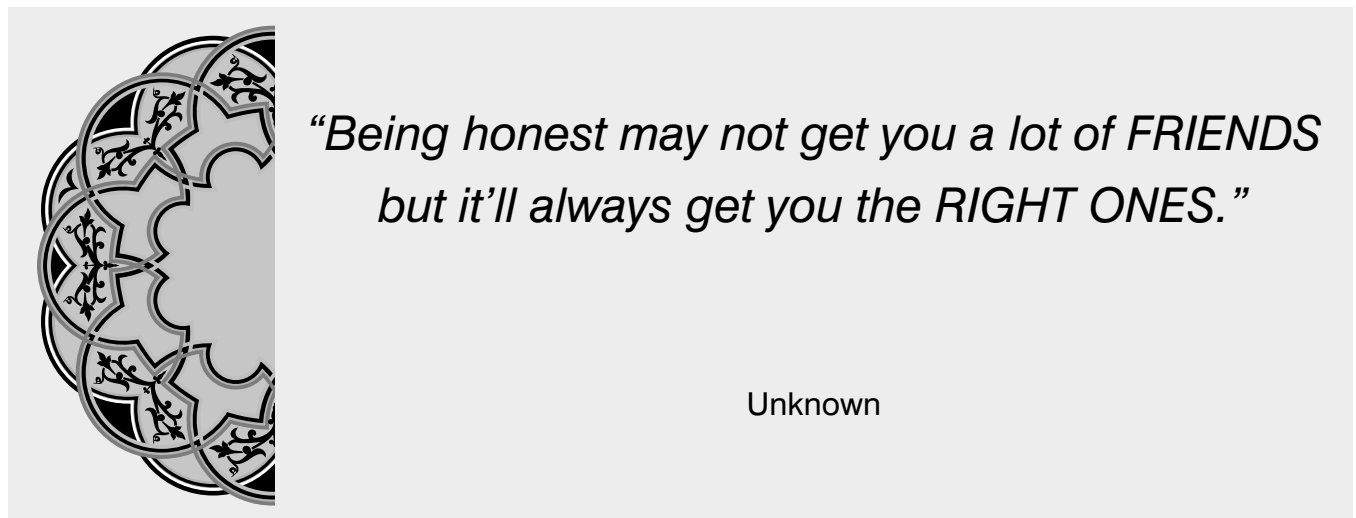 “Being honest may not get you a lot of FRIENDS
but it’ll always get you the RIGHT ONES.”
Unknown